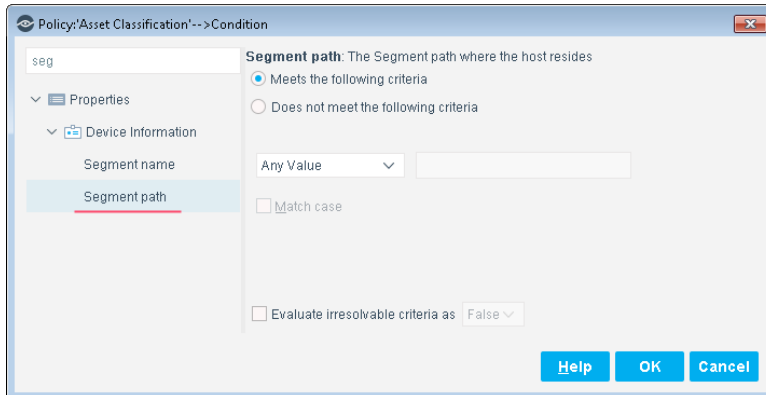 Policy:'Asset Classification'-->Condition
seg
Properties
Device Information
Segment name
Segment path
Segment path: The Segment path where the host resides
Meets the following criteria
Does not meet the following criteria
Any Value
Match case
Evaluate irresolvable criteria as False
Help OK Cancel